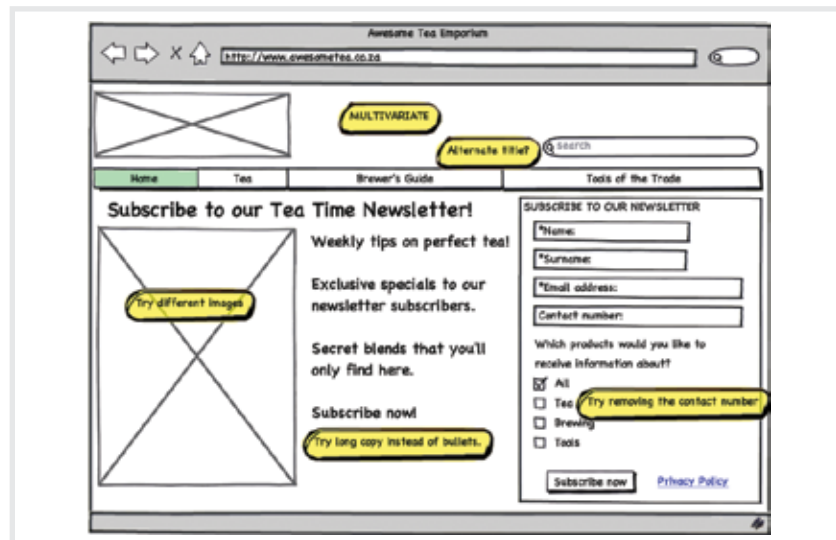 Awesome Tea Emporium
http://www.awesometea.co.za
MULTIVARIATE
Alternate title?
search
Home
Tea
Brewer's Guide
Tools of the Trade
Subscribe to our Tea Time Newsletter!
Try different images
Weekly tips on perfect tea!
Exclusive specials to our
newsletter subscribers.
Secret blends that you'll
only find here.
Subscribe now!
Try long copy instead of bullets.
SUBSCRIBE TO OUR NEWSLETTER
*Name:
*Surname:
*Email address:
Contact number:
Which products would you like to
receive information about?
All
Tea
Try removing the contact number
Brewing
Tools
Subscribe now
Privacy Policy